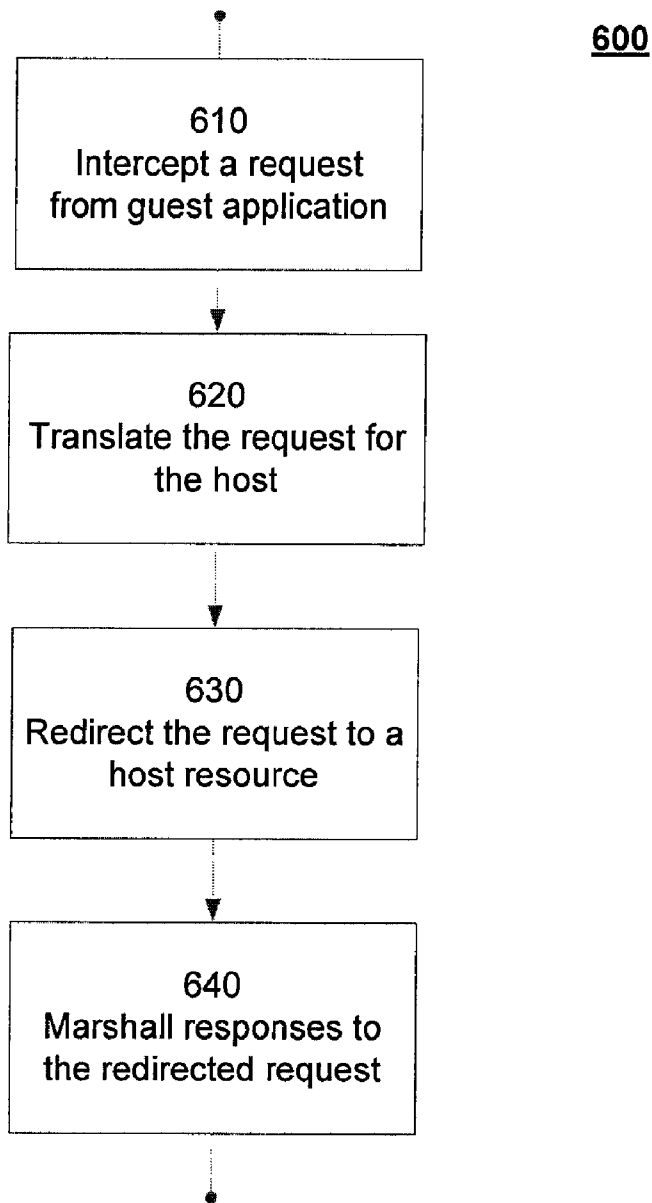 600
610
Intercept a request
from guest application
620
Translate the request for
the host
630
Redirect the request to a
host resource
640
Marshall responses to
the redirected request